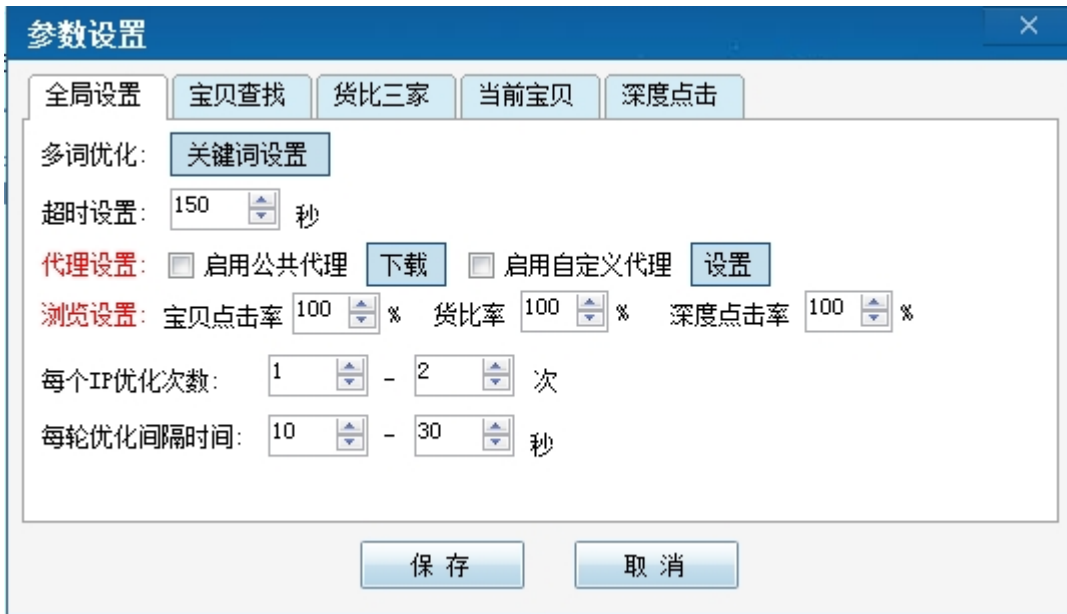 参数设置
全局设置 宝贝查找 货比三家 当前宝贝 深度点击
多词优化: 关键词设置
超时设置: 150 秒
代理设置: 启用公共代理 下载 启用自定义代理 设置
浏览设置: 宝贝点击率 100 % 货比率 100 % 深度点击率 100 %
每个IP优化次数: 1 - 2 次
每轮优化间隔时间: 10 - 30 秒
保 存 取 消